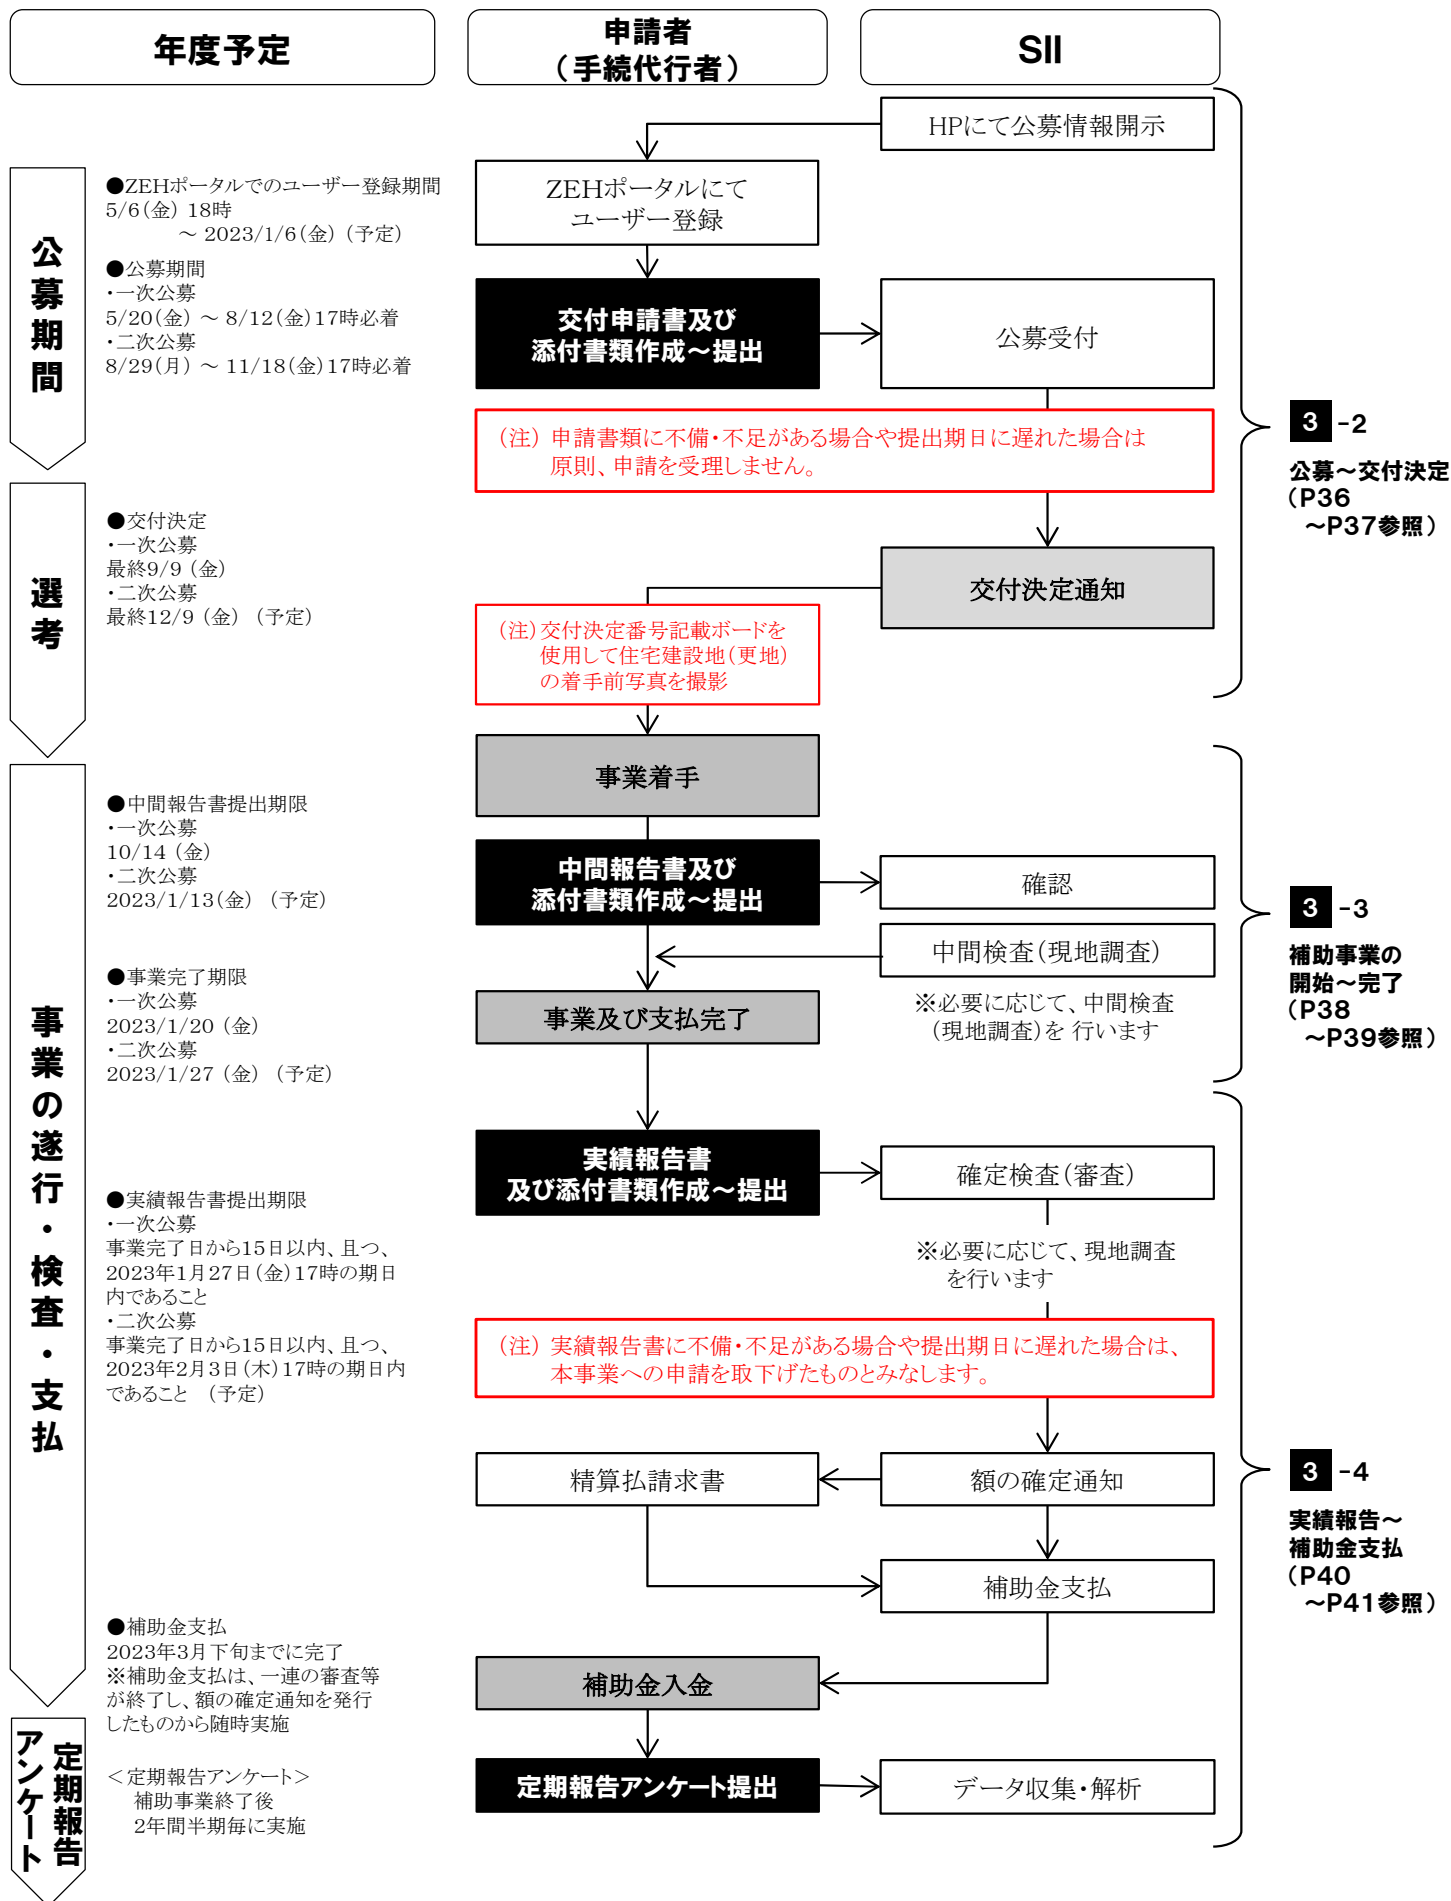 年度予定
申請者
（手続代行者）
SII
公募期間
●ZEHポータルでのユーザー登録期間
5/6(金) 18時
～ 2023/1/6(金) (予定)
●公募期間
・一次公募
5/20(金) ～ 8/12(金)17時必着
・二次公募
8/29(月) ～ 11/18(金)17時必着
HPにて公募情報開示
ZEHポータルにて
ユーザー登録
交付申請書及び
添付書類作成～提出
公募受付
（注） 申請書類に不備・不足がある場合や提出期日に遅れた場合は
原則、申請を受理しません。
3 -2
公募～交付決定
(P36
～P37参照)
選考
●交付決定
・一次公募
最終9/9 (金)
・二次公募
最終12/9 (金) (予定)
交付決定通知
（注）交付決定番号記載ボードを
使用して住宅建設地(更地)
の着手前写真を撮影
事業の遂行・検査・支払
事業着手
●中間報告書提出期限
・一次公募
10/14 (金)
・二次公募
2023/1/13(金) (予定)
中間報告書及び
添付書類作成～提出
確認
中間検査(現地調査)
※必要に応じて、中間検査
(現地調査)を 行います
3 -3
補助事業の
開始～完了
(P38
～P39参照)
●事業完了期限
・一次公募
2023/1/20 (金)
・二次公募
2023/1/27 (金) (予定)
事業及び支払完了
実績報告書
及び添付書類作成～提出
確定検査(審査)
※必要に応じて、現地調査
を行います
●実績報告書提出期限
・一次公募
事業完了日から15日以内、且つ、
2023年1月27日(金)17時の期日
内であること
・二次公募
事業完了日から15日以内、且つ、
2023年2月3日(木)17時の期日内
であること (予定)
（注） 実績報告書に不備・不足がある場合や提出期日に遅れた場合は、
本事業への申請を取下げたものとみなします。
精算払請求書
額の確定通知
3 -4
実績報告～
補助金支払
(P40
～P41参照)
補助金支払
●補助金支払
2023年3月下旬までに完了
※補助金支払は、一連の審査等
が終了し、額の確定通知を発行
したものから随時実施
補助金入金
定期報告
アンケート
＜定期報告アンケート＞
補助事業終了後
2年間半期毎に実施
定期報告アンケート提出
データ収集・解析